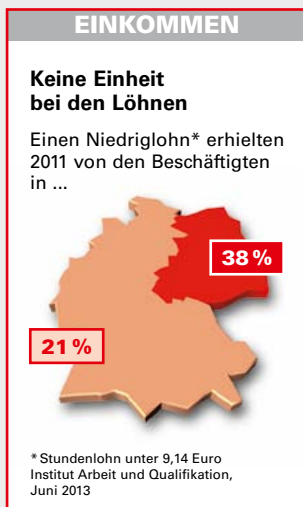 EINKOMMEN
Keine Einheit
bei den Löhnen
Einen Niedriglohn* erhielten
2011 von den Beschäftigten
in ...
38 %
21 %
* Stundenlohn unter 9,14 Euro
Institut Arbeit und Qualifikation,
Juni 2013